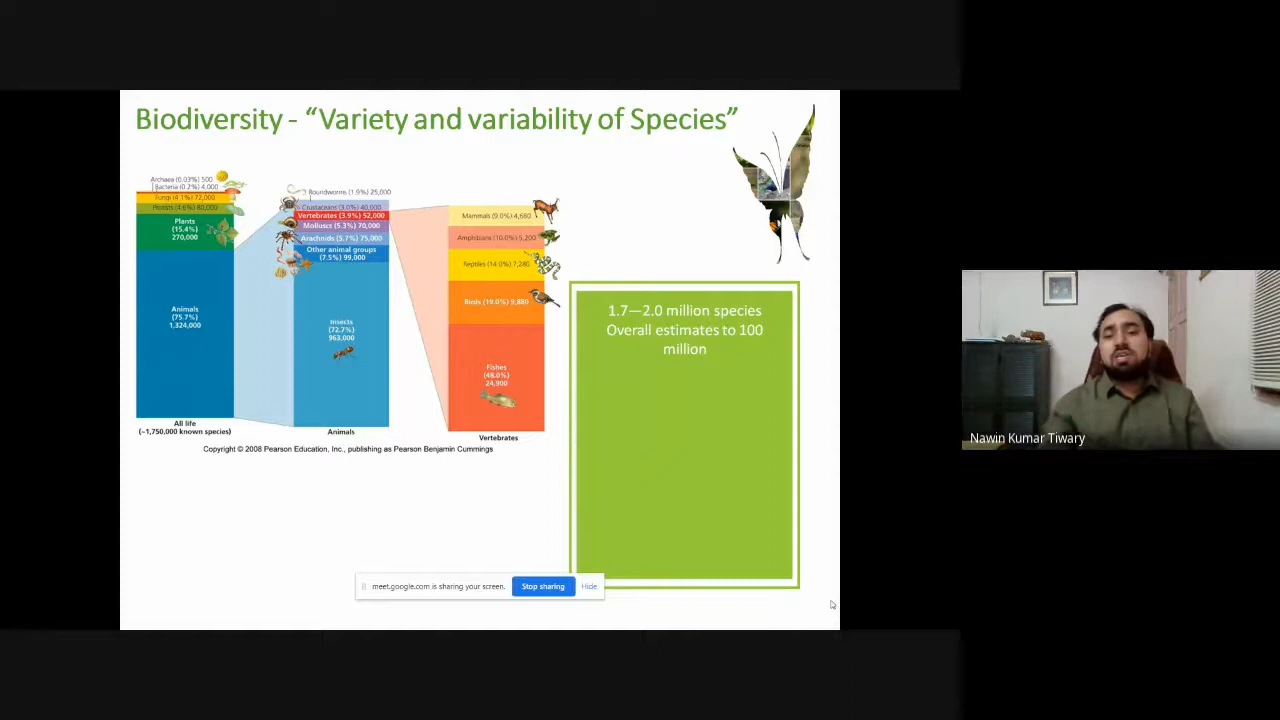 Biodiversity - “Variety and variability of Species”
Archaea (0.03%) 500
Bacteria (0.2%) 4,000
Fungi (4.1%) 72,000
Protists (4.6%) 80,000
Plants
(15.4%)
270,000
Animals
(75.7%)
1,324,000
All life
(~1,750,000 known species)
Roundworms (1.9%) 25,000
Crustaceans (3.0%) 40,000
Vertebrates (3.9%) 52,000
Molluscs (5.3%) 70,000
Arachnids (5.7%) 75,000
Other animal groups
(7.5%) 99,000
Insects
(72.7%)
963,000
Animals
Mammals (9.0%) 4,680
Amphibians (10.0%) 5,200
Reptiles (14.0%) 7,280
Birds (19.0%) 9,880
Fishes
(48.0%)
24,900
Vertebrates
Copyright © 2008 Pearson Education, Inc., publishing as Pearson Benjamin Cummings
1.7—2.0 million species
Overall estimates to 100
million
meet.google.com is sharing your screen.
Stop sharing
Hide
Nawin Kumar Tiwary